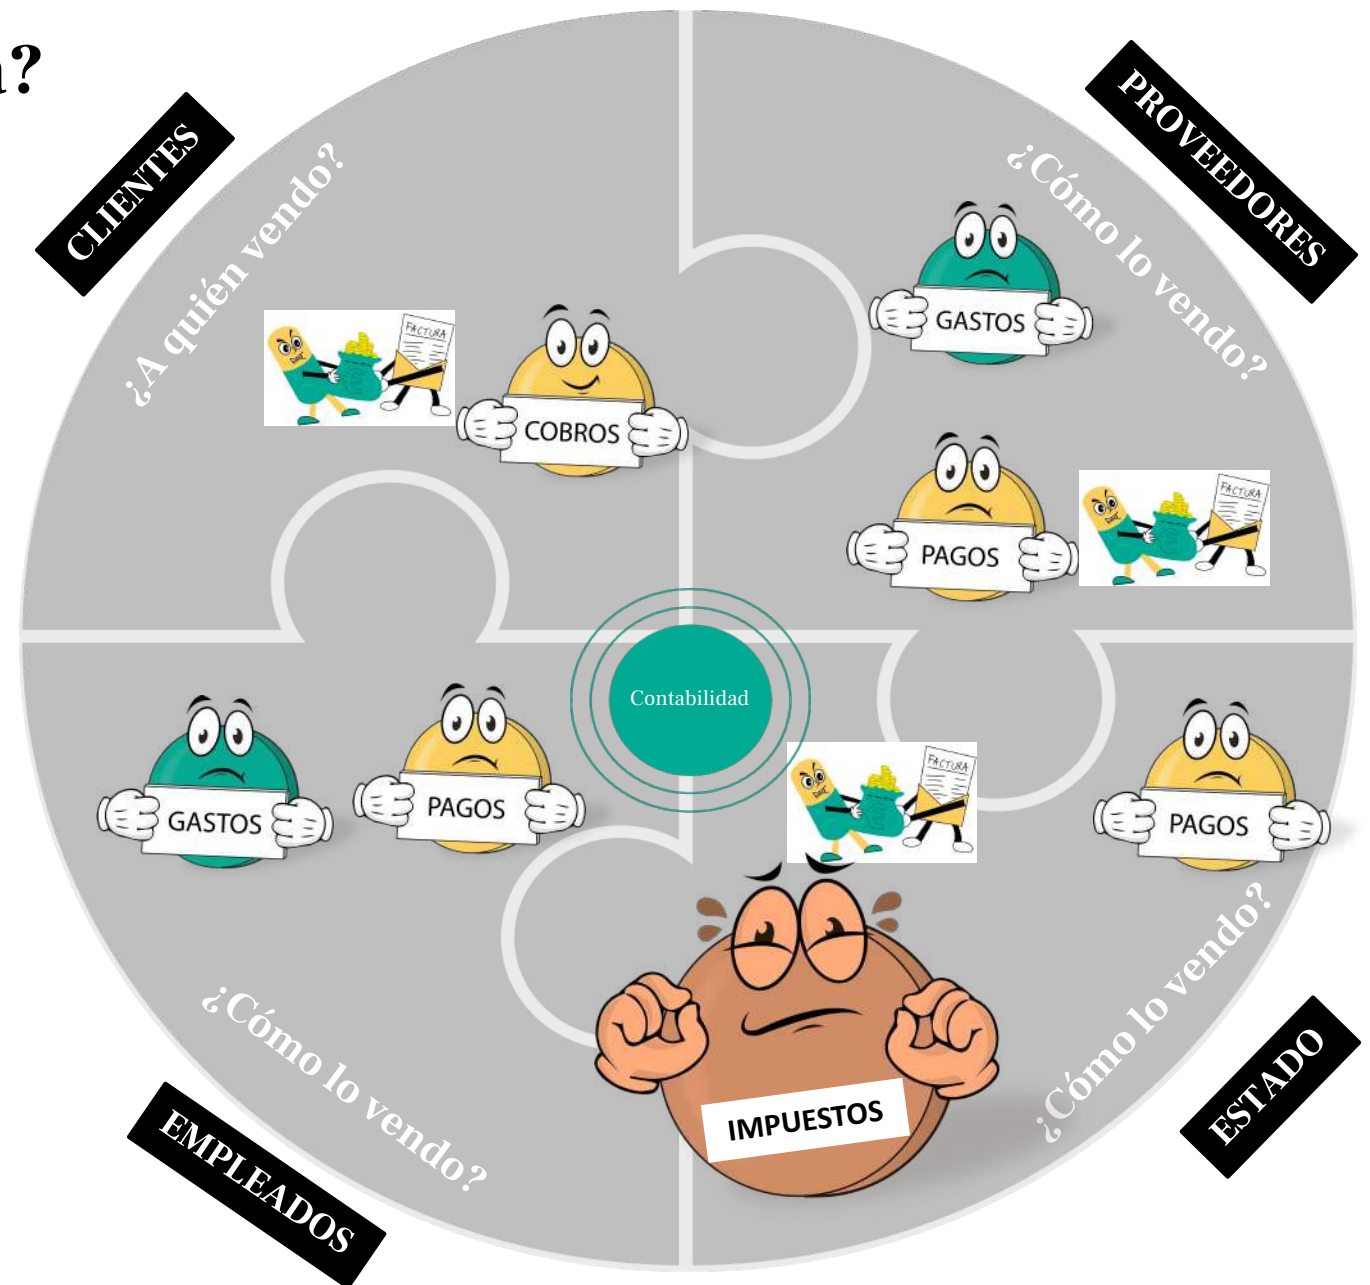 ?
CLIENTES
¿A quién vendo?
FACTURA
COBROS
PROVEEDORES
¿Cómo lo vendo?
GASTOS
PAGOS
FACTURA
Contabilidad
GASTOS
PAGOS
¿Cómo lo vendo?
EMPLEADOS
FACTURA
PAGOS
IMPUESTOS
¿Cómo lo vendo?
ESTADO